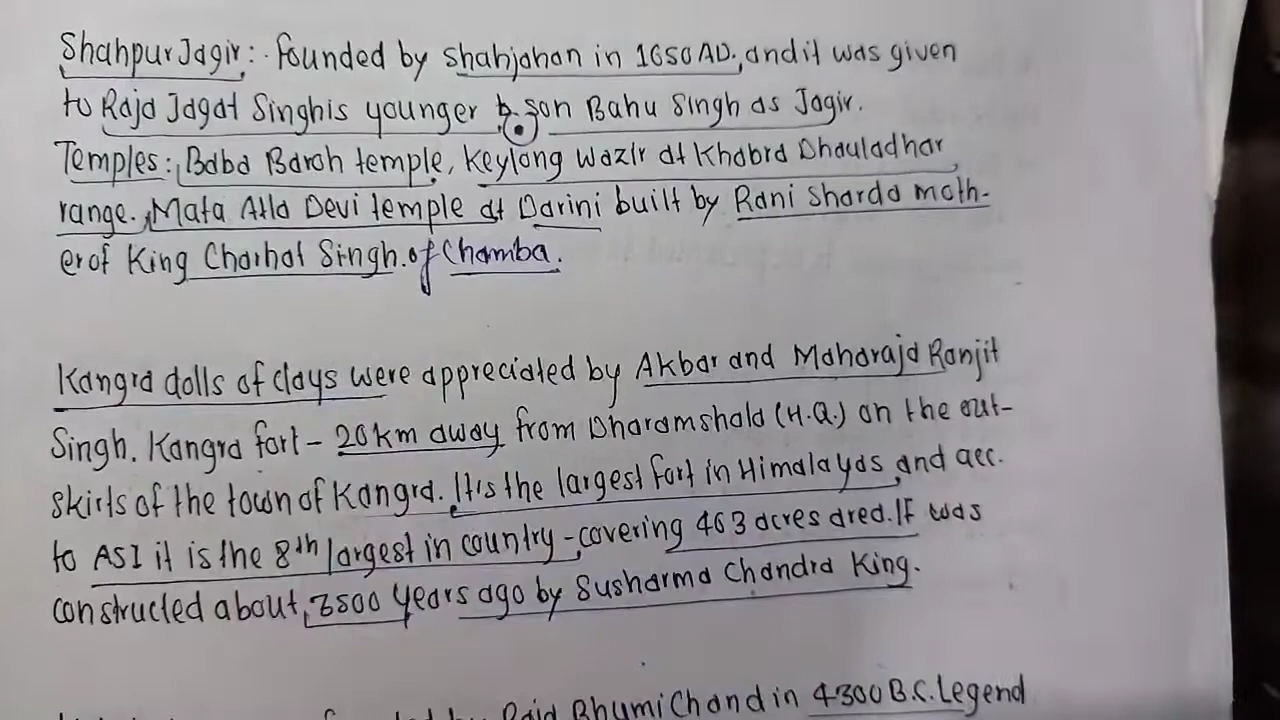 Shahpur Jagir: founded by Shahjahan in 1650 AD, and it was given
to Raja Jagat Singhis younger son Bahu Singh as Jagir.
Temples: Baba Baroh temple, Keylong Wazir at Khabra Dhauladhar
range. Mata Atla Devi temple at Darini built by Rani Sharda moth-
er of King Charhat Singh. of Chamba.
Kangra dolls of clays were appreciated by Akbar and Maharaja Ranjit
Singh. Kangra fort - 20 km away from Dharamshala (H.Q.) on the out-
skirts of the town of Kangra. It is the largest fort in Himalayas, and acc.
to ASI it is the 8th largest in country - covering 463 acres area. It was
constructed about 3500 years ago by Susharma Chandra King.
Raja Bhumi Chand in 4300 B.C. Legend